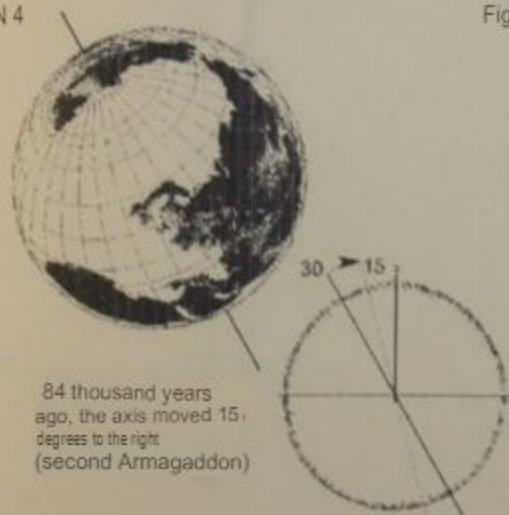 N 4
Fig
30
15
84 thousand years
ago, the axis moved 15
degrees to the right
(second Armagaddon)